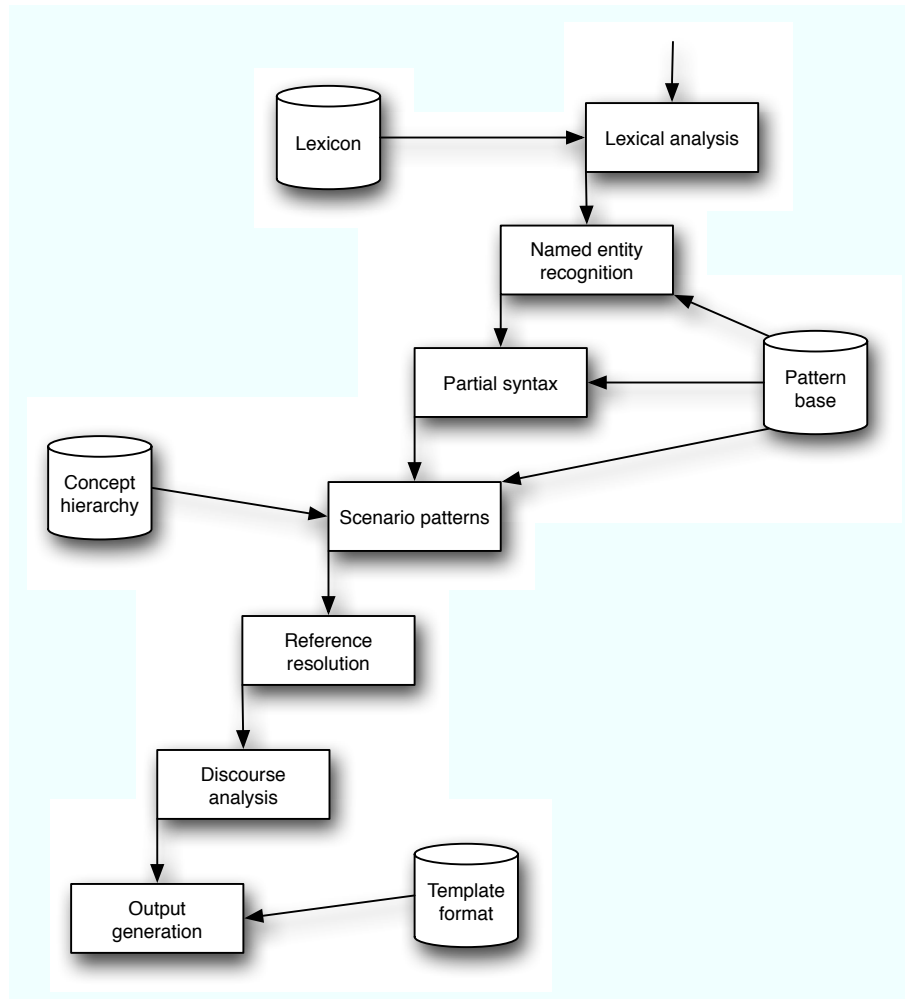 Lexicon
Lexical analysis
Named entity
recognition
Partial syntax
Pattern
base
Concept
hierarchy
Scenario patterns
Reference
resolution
Discourse
analysis
Output
generation
Template
format